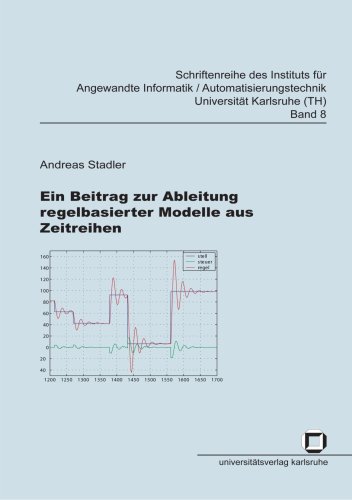 Schriftenreihe des Instituts für
Angewandte Informatik / Automatisierungstechnik
Universität Karlsruhe (TH)
Band 8
Andreas Stadler
Ein Beitrag zur Ableitung
regelbasierter Modelle aus
Zeitreihen
160
140
120
100
80
60
40
20
0
20
40
stell
steuer
regel
1200 1250 1300 1350 1400 1450 1500 1550 1600 1650 1700
universitätsverlag karlsruhe